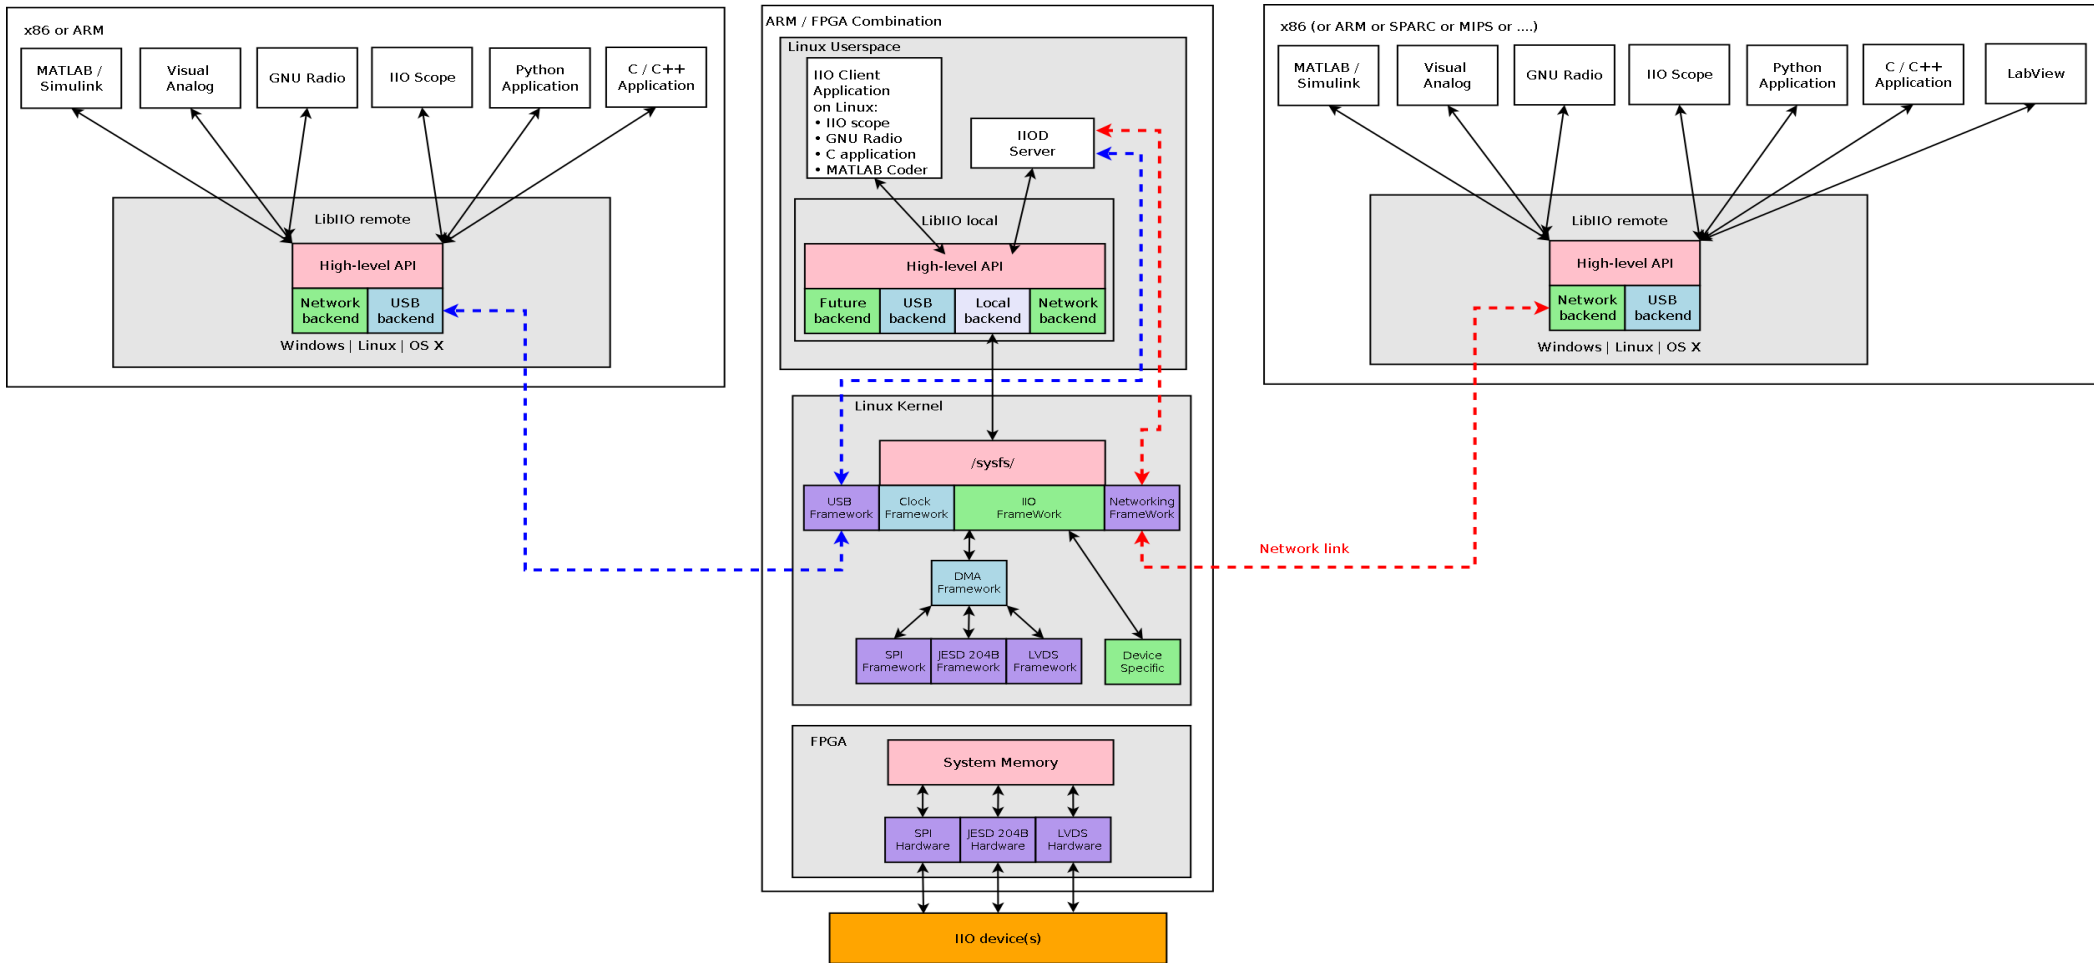 x86 or ARM
MATLAB /
Simulink
Visual
Analog
GNU Radio
IIO Scope
Python
Application
C / C++
Application
LibIIO remote
High-level API
Network
backend
USB
backend
Windows | Linux | OS X
ARM / FPGA Combination
Linux Userspace
IIO Client
Application
on Linux:
• IIO scope
• GNU Radio
• C application
• MATLAB Coder
IIOD
Server
LibIIO local
High-level API
Future
backend
USB
backend
Local
backend
Network
backend
Linux Kernel
/sysfs/
USB
Framework
Clock
Framework
IIO
FrameWork
Networking
FrameWork
DMA
Framework
SPI
Framework
JESD 204B
Framework
LVDS
Framework
Device
Specific
FPGA
System Memory
SPI
Hardware
JESD 204B
Hardware
LVDS
Hardware
IIO device(s)
x86 (or ARM or SPARC or MIPS or ....)
MATLAB /
Simulink
Visual
Analog
GNU Radio
IIO Scope
Python
Application
C / C++
Application
LabView
LibIIO remote
High-level API
Network
backend
USB
backend
Windows | Linux | OS X
Network link